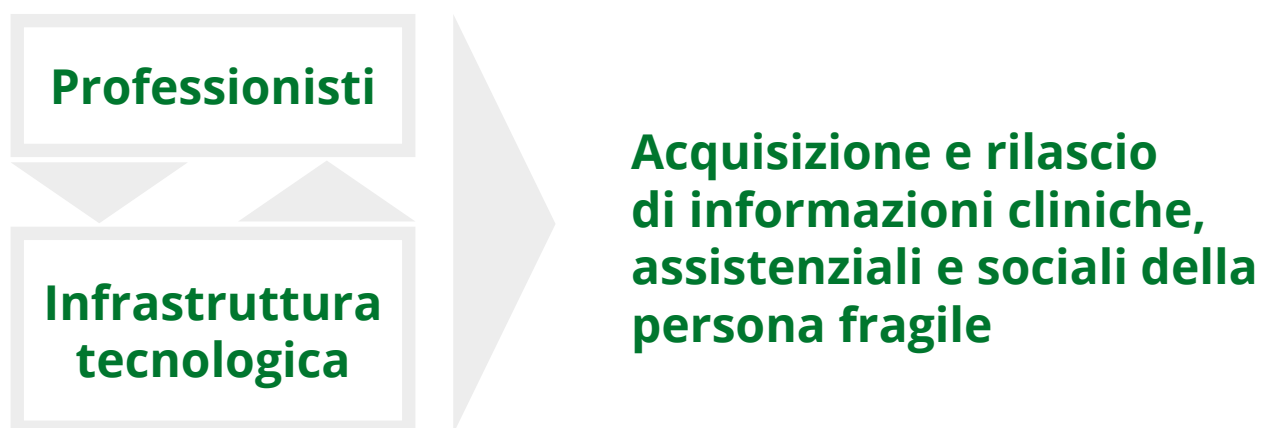 Professionisti
Infrastruttura
tecnologica
Acquisizione e rilascio
di informazioni cliniche,
assistenziali e sociali della
persona fragile